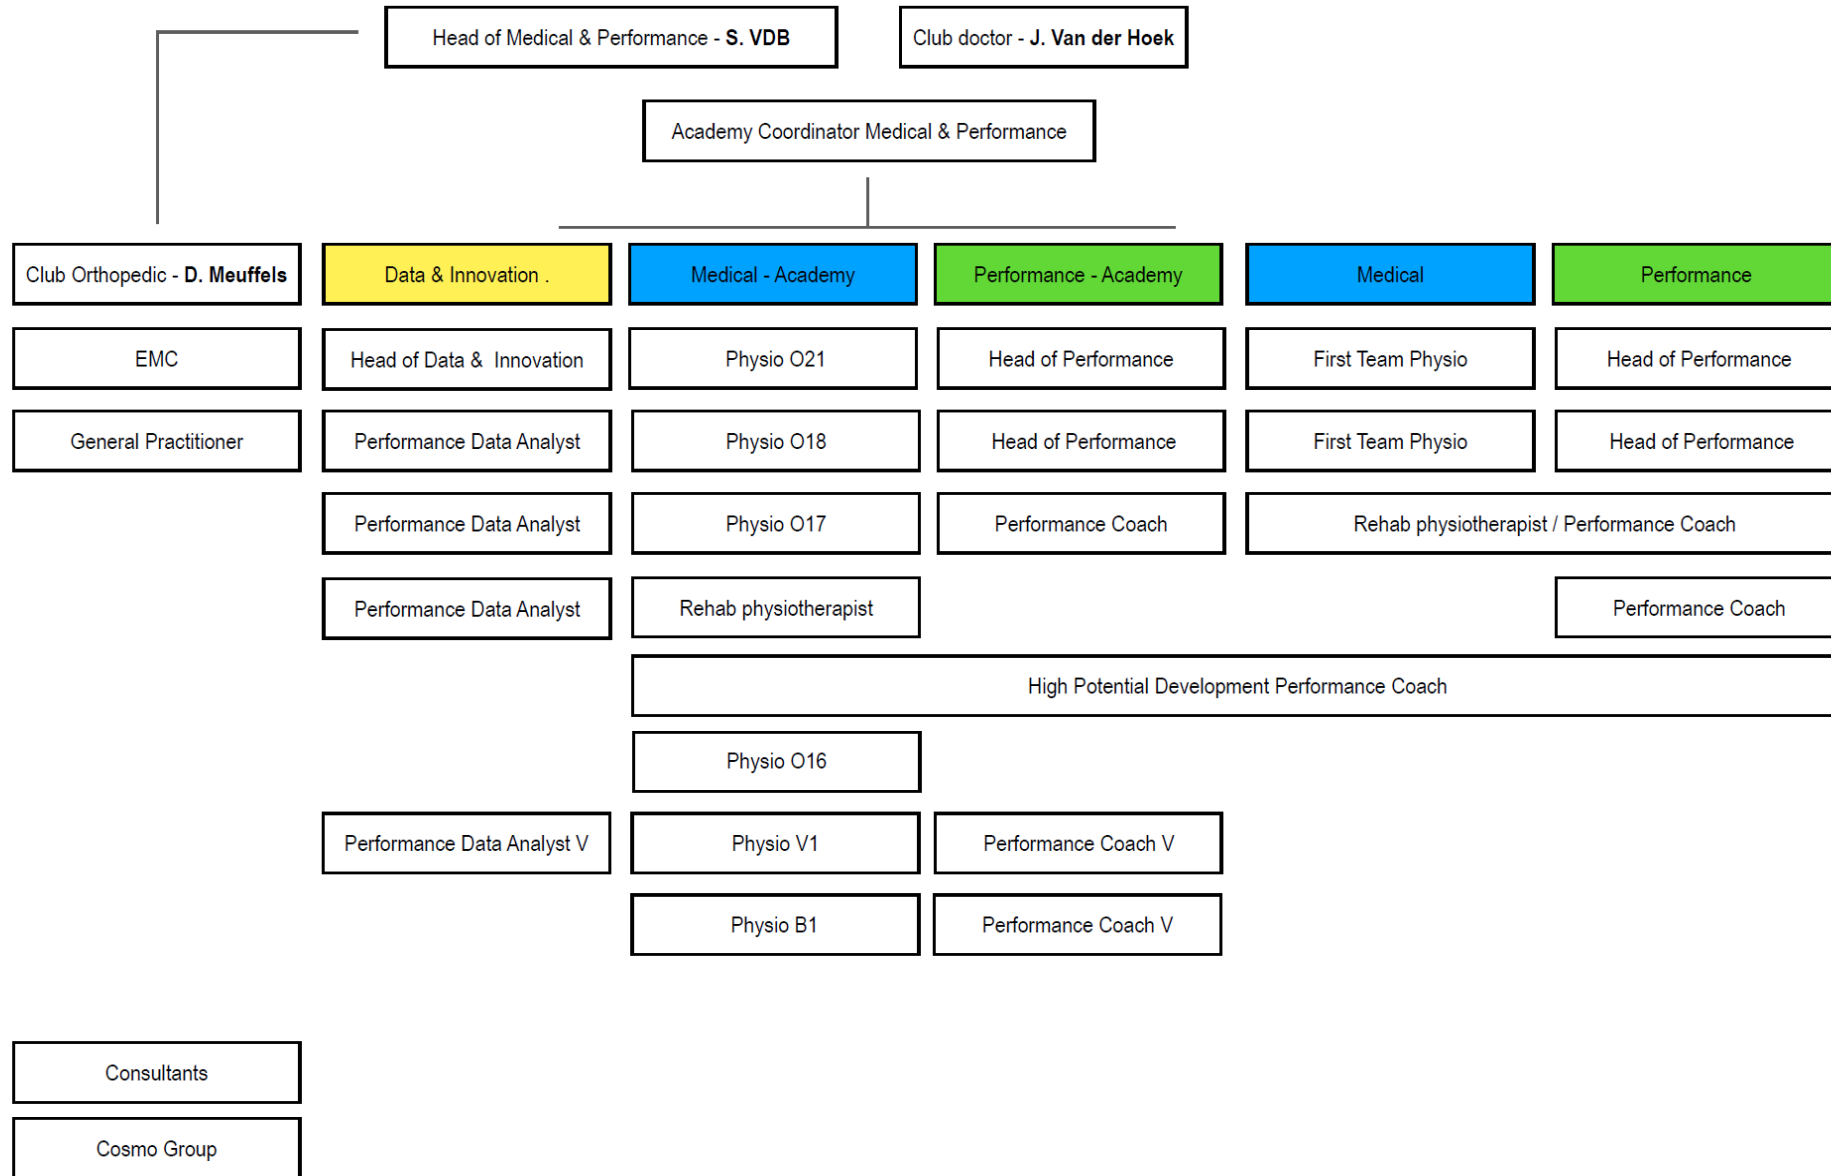 Head of Medical & Performance - S. VDB
Club doctor - J. Van der Hoek
Academy Coordinator Medical & Performance
Club Orthopedic - D. Meuffels
Data & Innovation .
Medical - Academy
Performance - Academy
Medical
Performance
EMC
Head of Data & Innovation
Physio O21
Head of Performance
First Team Physio
Head of Performance
General Practitioner
Performance Data Analyst
Physio O18
Head of Performance
First Team Physio
Head of Performance
Performance Data Analyst
Physio O17
Performance Coach
Rehab physiotherapist / Performance Coach
Performance Data Analyst
Rehab physiotherapist
Performance Coach
High Potential Development Performance Coach
Physio O16
Performance Data Analyst V
Physio V1
Performance Coach V
Physio B1
Performance Coach V
Consultants
Cosmo Group